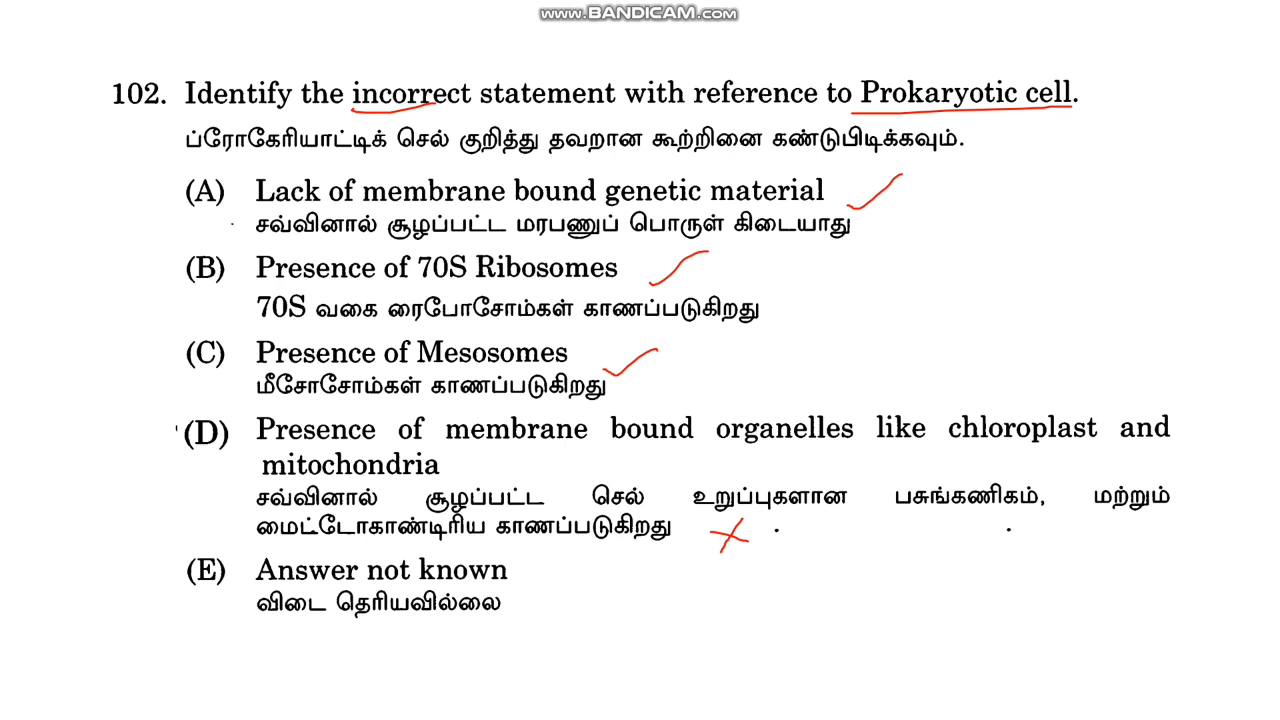 www.BANDICAM.com
102. Identify the incorrect statement with reference to Prokaryotic cell.
ப்ரோகேரியாட்டிக் செல் குறித்து தவறான கூற்றினை கண்டுபிடிக்கவும்.
(A) Lack of membrane bound genetic material
சவ்வினால் சூழப்பட்ட மரபணுப் பொருள் கிடையாது
(B) Presence of 70S Ribosomes
70S வகை ரைபோசோம்கள் காணப்படுகிறது
(C) Presence of Mesosomes
மீசோசோம்கள் காணப்படுகிறது
(D) Presence of membrane bound organelles like chloroplast and
mitochondria
சவ்வினால் சூழப்பட்ட செல் உறுப்புகளான பசுங்கணிகம், மற்றும்
மைட்டோகாண்டிரிய காணப்படுகிறது
(E) Answer not known
விடை தெரியவில்லை